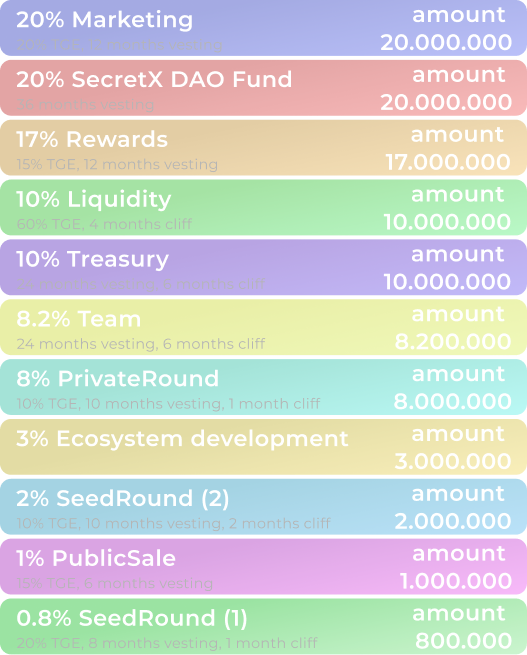 20% Marketing
amount
20.000.000
20% SecretX DAO Fund
months vesting
amount
20.000.000
17% Rewards
15% TGE, 12 months vesting
amount
17.000.000
10% Liquidity
60% TGE, 4 months cliff
amount
10.000.000
10% Treasury
months cliff
amount
10.000.000
8.2% Team
24 months vesting, 6 months cliff
amount
8.200.000
8% PrivateRound
10% TGE, 10 months vesting, 1 month cliff
amount
8.000.000
3% Ecosystem development
amount
3.000.000
2% SeedRound (2)
10% TGE, 10 months vesting, 2 months cliff
amount
2.000.000
1% PublicSale
TGE, 6 months vesting
amount
1.000.000
0.8% SeedRound (1)
20% TGE, 8 months vesting, 1 month cliff
amount
800.000